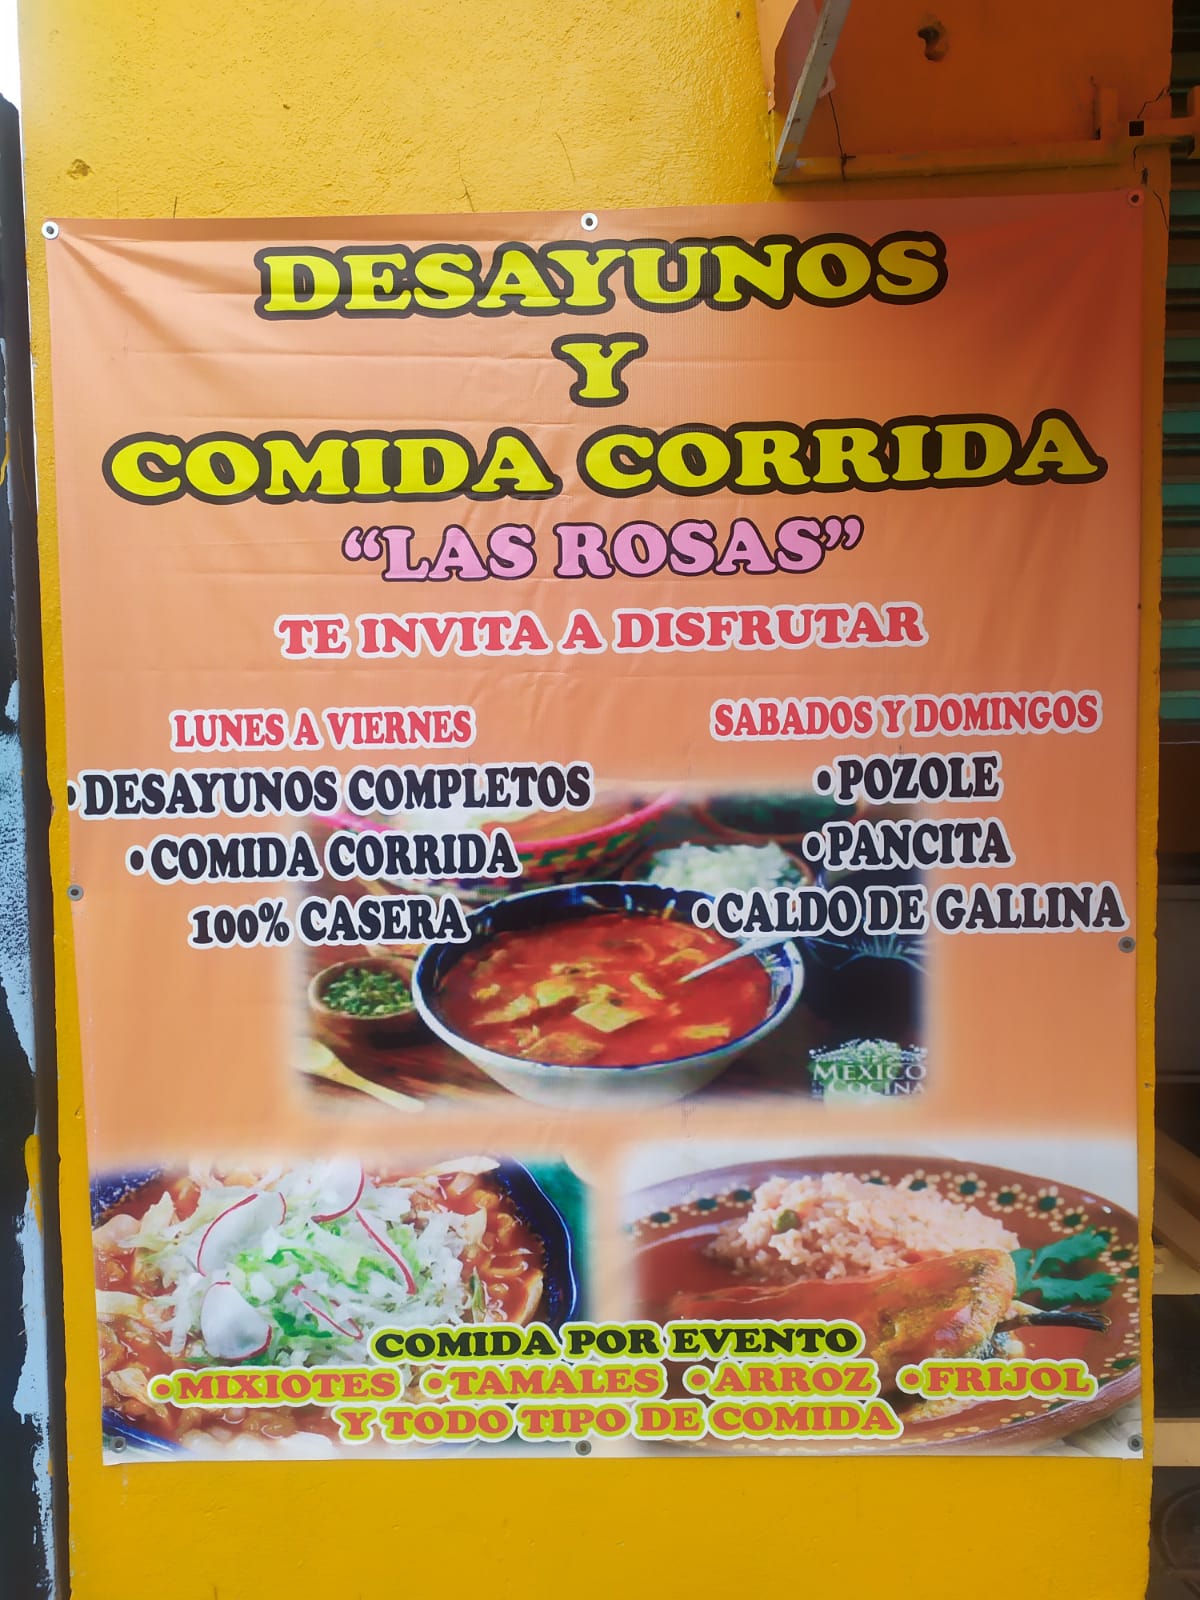 DESAYUNOS
Y
COMIDA CORRIDA
“LAS ROSAS”
TE INVITA A DISFRUTAR
LUNES A VIERNES
•DESAYUNOS COMPLETOS
•COMIDA CORRIDA
100% CASERA
SABADOS Y DOMINGOS
•POZOLE
•PANCITA
•CALDO DE GALLINA
MÉXICO
COCINA
COMIDA POR EVENTO
•MIXIOTES •TAMALES •ARROZ •FRIJOL
Y TODO TIPO DE COMIDA